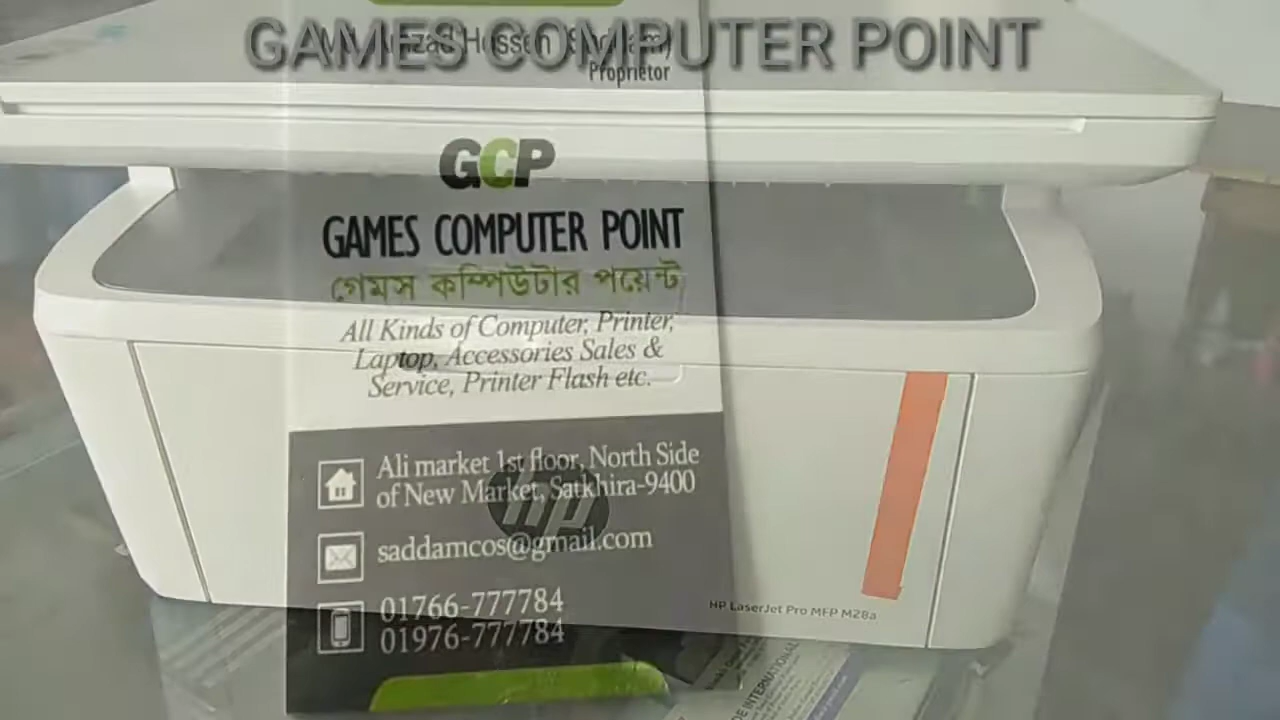 GAMES COMPUTER POINT
Proprietor
GCP
GAMES COMPUTER POINT
গেমস কম্পিউটার পয়েন্ট
All Kinds of Computer, Printer,
Laptop, Accessories Sales &
Service, Printer Flash etc.
Ali market 1st floor, North Side
of New Market, Satkhira-9400
hp
saddamcos@gmail.com
01766-777784
01976-777784
HP LaserJet Pro MFP M28a
INTERNATIONAL